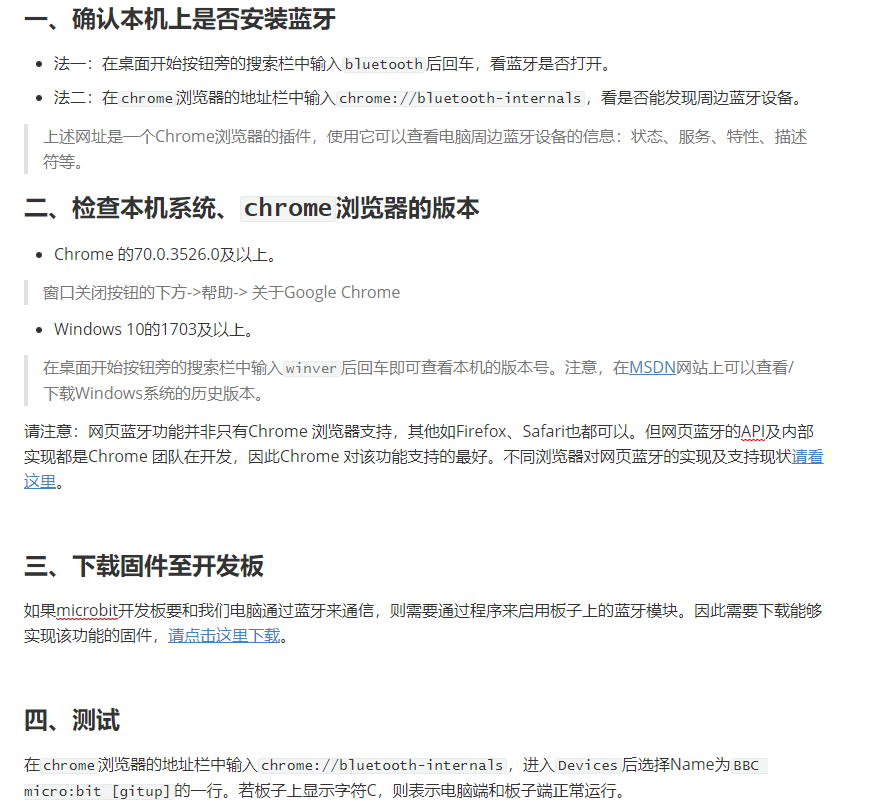 一、确认本机上是否安装蓝牙
法一：在桌面开始按钮旁的搜索栏中输入bluetooth后回车，看蓝牙是否打开。
法二：在chrome浏览器的地址栏中输入chrome://bluetooth-internals，看是否能发现周边蓝牙设备。
上述网址是一个Chrome浏览器的插件，使用它可以查看电脑周边蓝牙设备的信息：状态、服务、特性、描述
符等。
二、检查本机系统、chrome浏览器的版本
Chrome 的70.0.3526.0及以上。
窗口关闭按钮的下方->帮助-> 关于Google Chrome
Windows 10的1703及以上。
在桌面开始按钮旁的搜索栏中输入winver后回车即可查看本机的版本号。注意，在MSDN网站上可以查看/
下载Windows系统的历史版本。
请注意：网页蓝牙功能并非只有Chrome 浏览器支持，其他如Firefox、Safari也都可以。但网页蓝牙的API及内部
实现都是Chrome 团队在开发，因此Chrome 对该功能支持的最好。不同浏览器对网页蓝牙的实现及支持现状请看
这里。
三、下载固件至开发板
如果microbit开发板要和我们电脑通过蓝牙来通信，则需要通过程序来启用板子上的蓝牙模块。因此需要下载能够
实现该功能的固件，请点击这里下载。
四、测试
在chrome浏览器的地址栏中输入chrome://bluetooth-internals，进入Devices后选择Name为BBC
micro:bit [gitup]的一行。若板子上显示字符C，则表示电脑端和板子端正常运行。